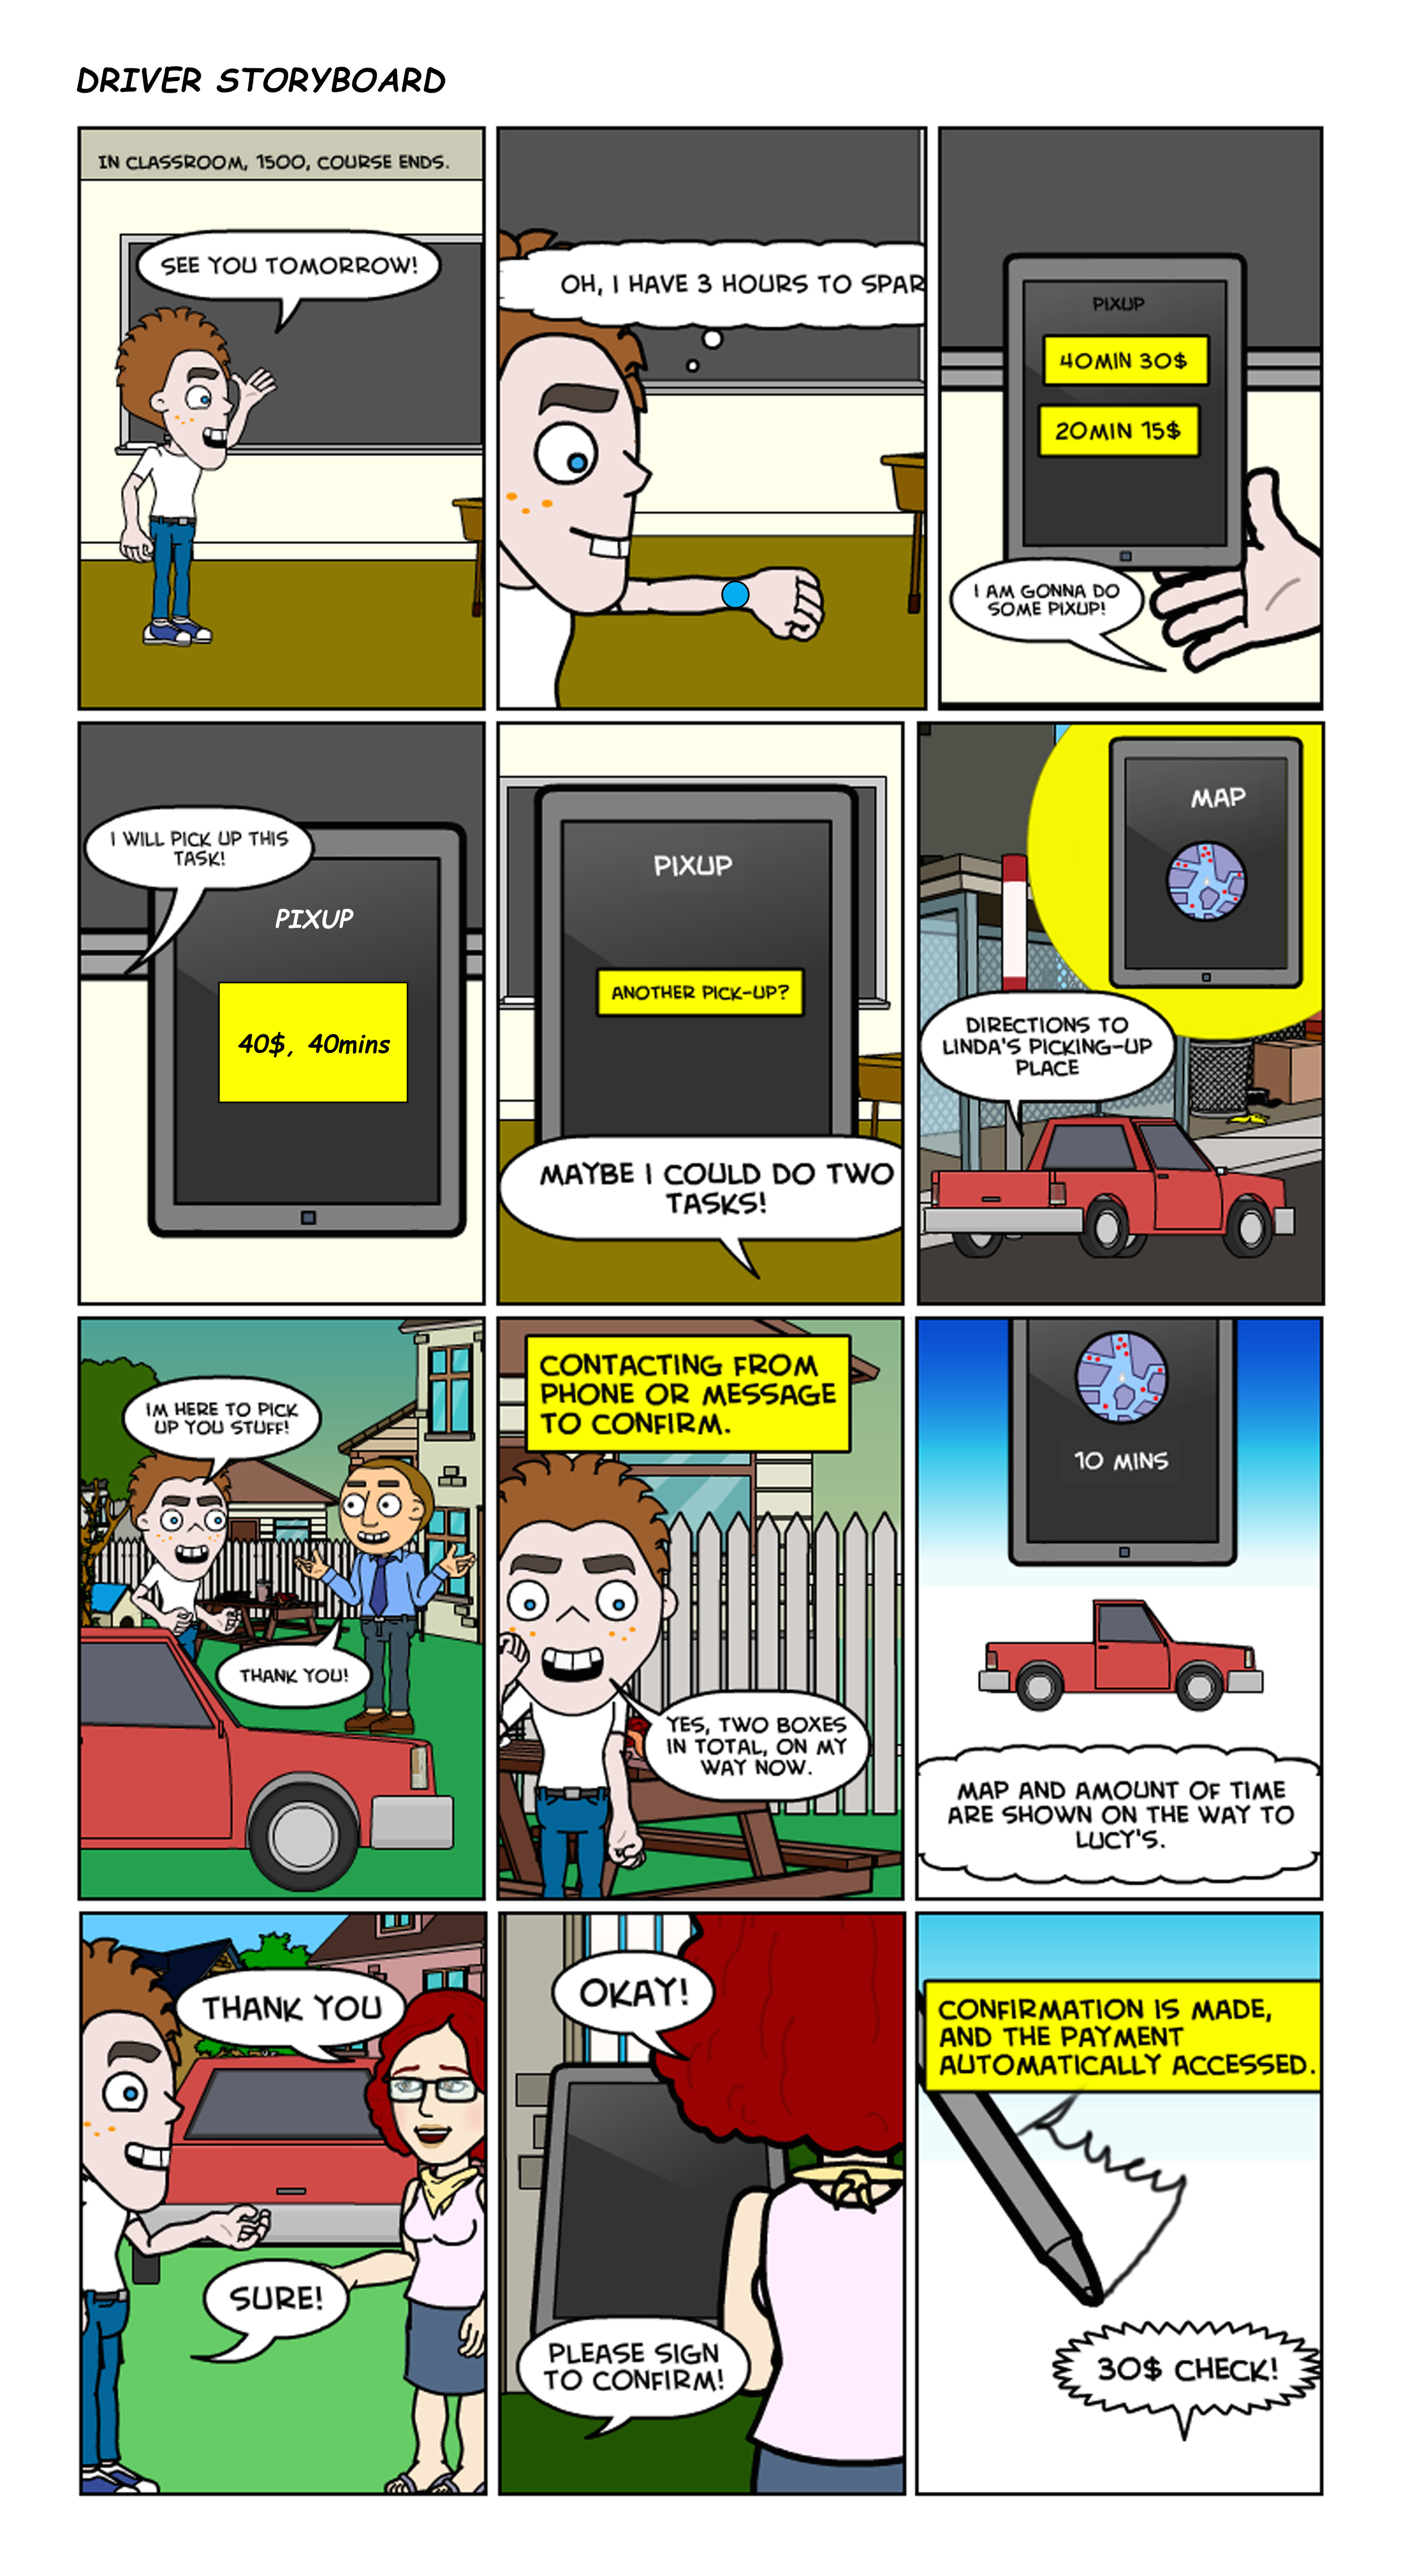 DRIVER STORYBOARD
IN CLASSROOM, 1500, COURSE ENDS.
SEE YOU TOMORROW!
OH, I HAVE 3 HOURS TO SPAR
PIXUP
40MIN 30$
20MIN 15$
I AM GONNA DO
SOME PIXUP!
I WILL PICK UP THIS
TASK!
PIXUP
40$, 40mins
PIXUP
ANOTHER PICK-UP?
MAYBE I COULD DO TWO
TASKS!
MAP
DIRECTIONS TO
LINDA'S PICKING-UP
PLACE
IM HERE TO PICK
UP YOU STUFF!
THANK YOU!
CONTACTING FROM
PHONE OR MESSAGE
TO CONFIRM.
YES, TWO BOXES
IN TOTAL, ON MY
WAY NOW.
10 MINS
MAP AND AMOUNT OF TIME
ARE SHOWN ON THE WAY TO
LUCY'S.
THANK YOU
SURE!
OKAY!
PLEASE SIGN
TO CONFIRM!
CONFIRMATION IS MADE,
AND THE PAYMENT
AUTOMATICALLY ACCESSED.
Lucy
30$ CHECK!